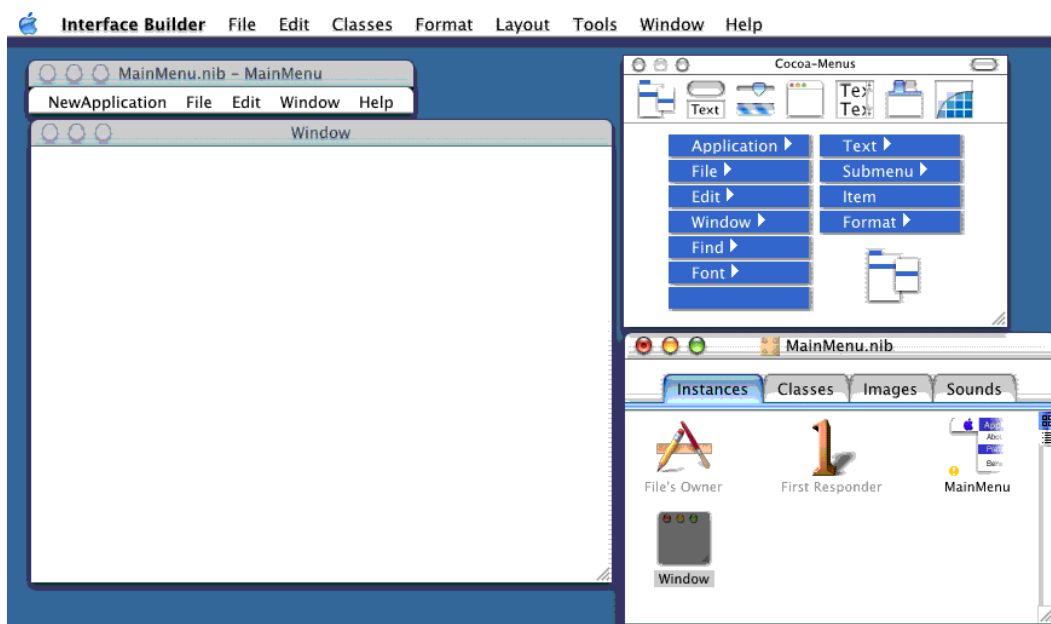 Interface Builder File Edit Classes Format Layout Tools Window Help
MainMenu.nib – MainMenu
NewApplication File Edit Window Help
Window
Cocoa-Menus
Text
Application
File
Edit
Window
Find
Font
Text
Submenu
Item
Format
MainMenu.nib
Instances Classes Images Sounds
File's Owner
1
First Responder
MainMenu
Window